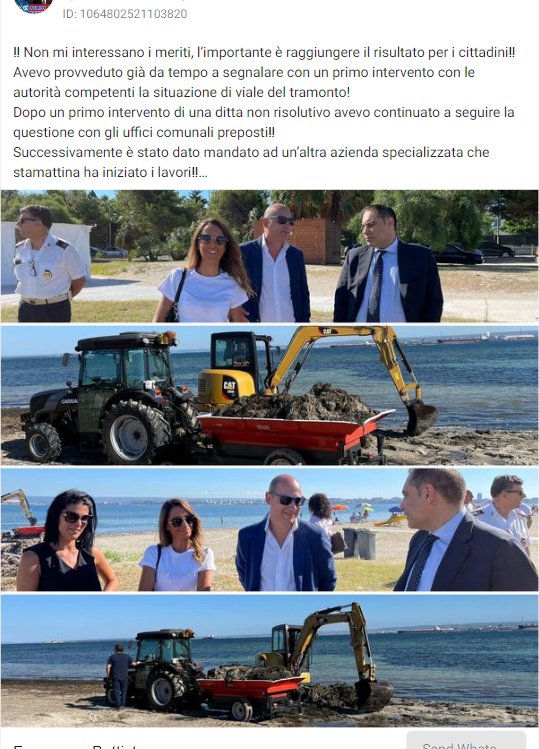 ID: 1064802521103820
!! Non mi interessano i meriti, l'importante è raggiungere il risultato per i cittadini!!
Avevo provveduto già da tempo a segnalare con un primo intervento con le
autorità competenti la situazione di viale del tramonto!
Dopo un primo intervento di una ditta non risolutivo avevo continuato a seguire la
questione con gli uffici comunali preposti!!
Successivamente è stato dato mandato ad un'altra azienda specializzata che
stamattina ha iniziato i lavori!!...
CAT
CAT
Send Whats